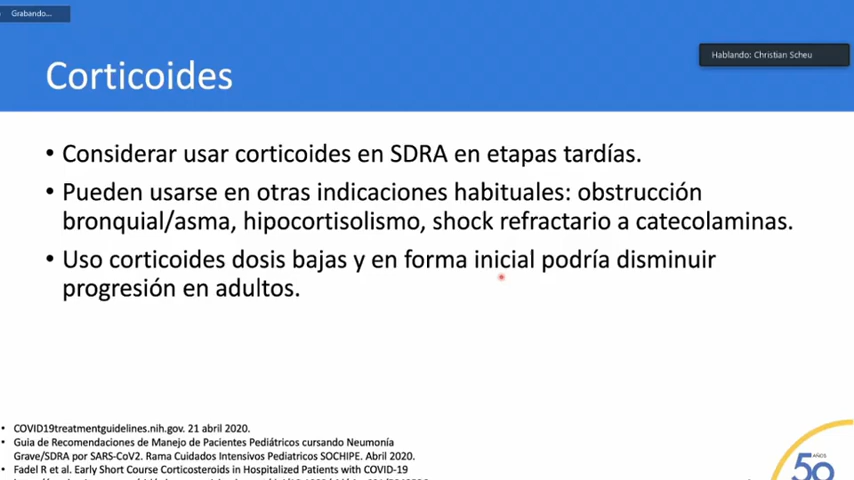 Grabando...
Hablando: Christian Scheu
Corticoides
• Considerar usar corticoides en SDRA en etapas tardías.
• Pueden usarse en otras indicaciones habituales: obstrucción
bronquial/asma, hipocortisolismo, shock refractario a catecolaminas.
• Uso corticoides dosis bajas y en forma inicial podría disminuir
progresión en adultos.
• COVID19treatmentguidelines.nih.gov. 21 abril 2020.
• Guia de Recomendaciones de Manejo de Pacientes Pediátricos cursando Neumonía
Grave/SDRA por SARS-CoV2. Rama Cuidados Intensivos Pediatricos SOCHIPE. Abril 2020.
• Fadel R et al. Early Short Course Corticosteroids in Hospitalized Patients with COVID-19
AÑOS
50